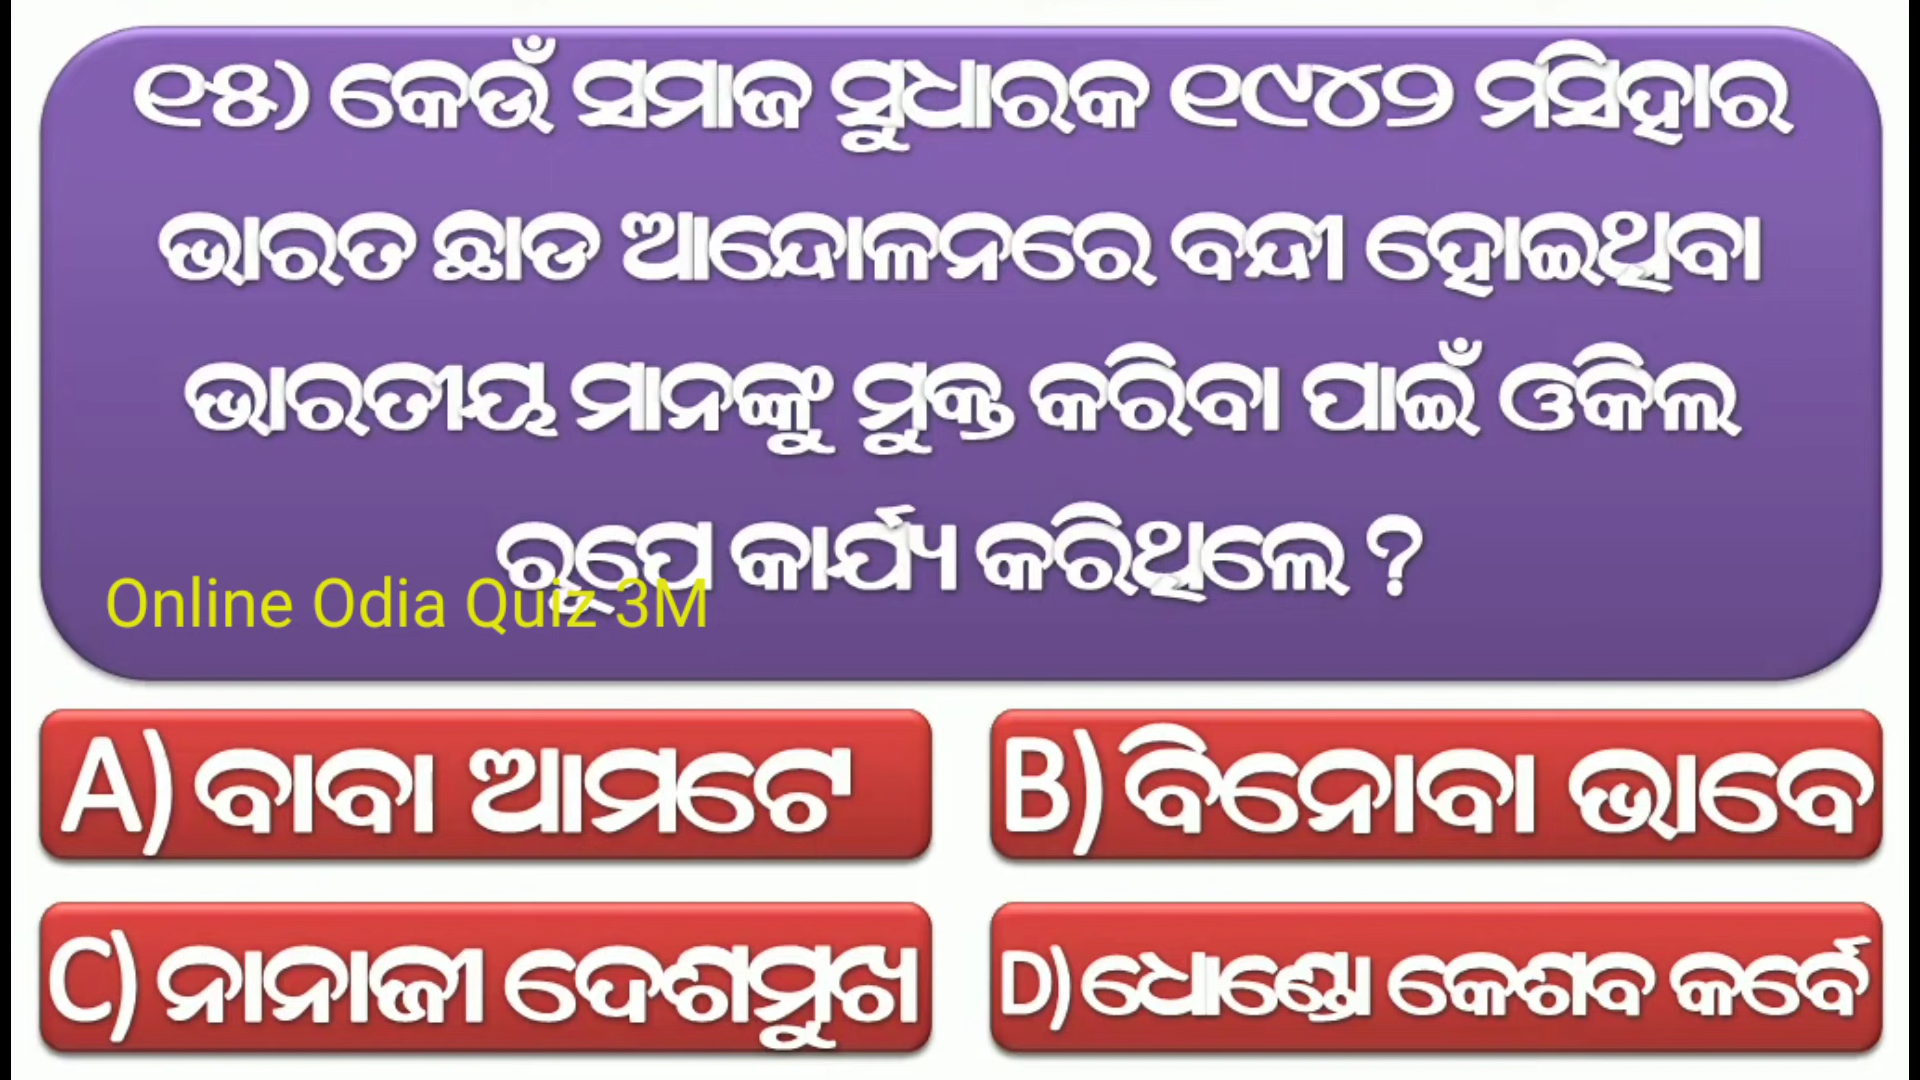 ୧୫) କେଉଁ ସମାଜ ସୁଧାରକ ୧୯୪୨ ମସିହାର
ଭାରତ ଛାଡ ଆନ୍ଦୋଳନରେ ବନ୍ଦୀ ହୋଇଥିବା
ଭାରତୀୟ ମାନଙ୍କୁ ମୁକ୍ତ କରିବା ପାଇଁ ଓକିଲ
ରୂପେ କାର୍ଯ୍ୟ କରିଥିଲେ ?
Online Odia Quiz 3M
A) ବାବା ଆମଟେ
B) ବିନୋବା ଭାବେ
C) ନାନାଜୀ ଦେଶମୁଖ
D) ଧୋଣ୍ଡୋ କେଶବ କର୍ବେ